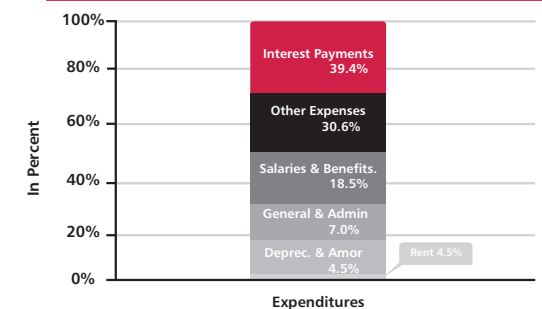 100%
80%
60%
40%
20%
0%
In Percent
Interest Payments
39.4%
Other Expenses
30.6%
Salaries & Benefits.
18.5%
General & Admin
7.0%
Deprec. & Amor
4.5%
Rent 4.5%
Expenditures